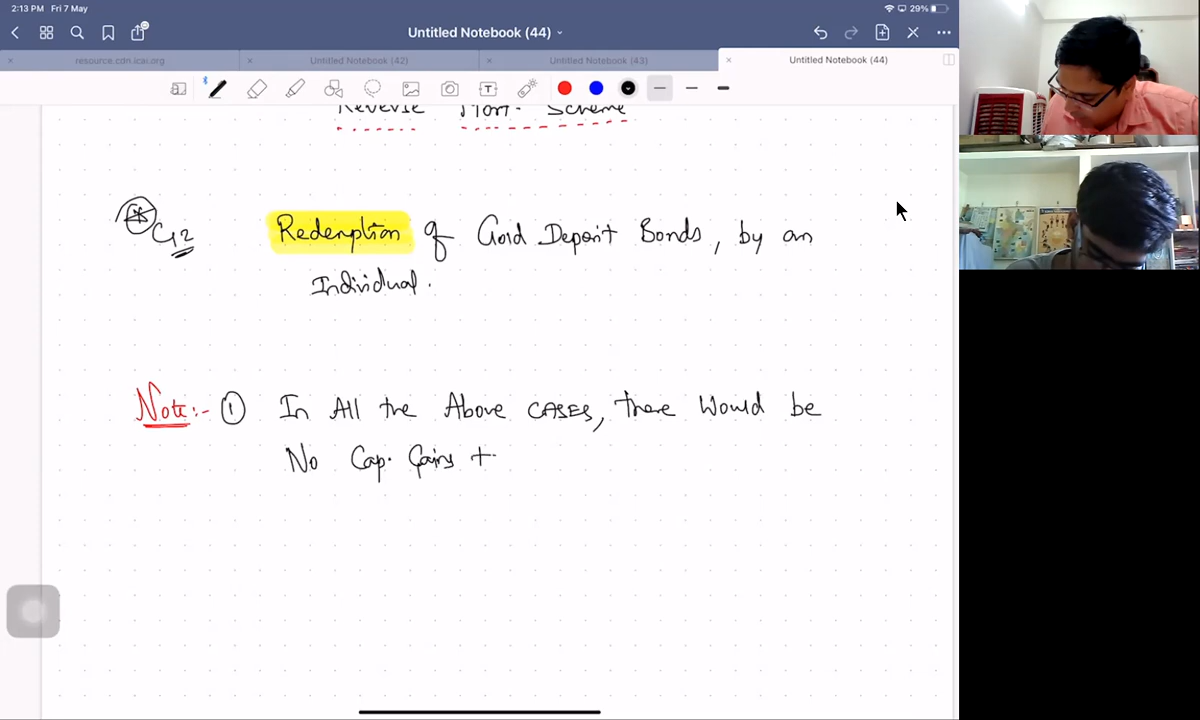 2:13 PM Fri 7 May
29%
Untitled Notebook (44)
resource.cdn.icai.org
Untitled Notebook (42)
Untitled Notebook (43)
Untitled Notebook (44)
Reverse Mort. Scheme
Redemption of Gold Deposit Bonds, by an
Individual.
Note:- ① In All the Above CASES, there Would be
No Cap. Gains t